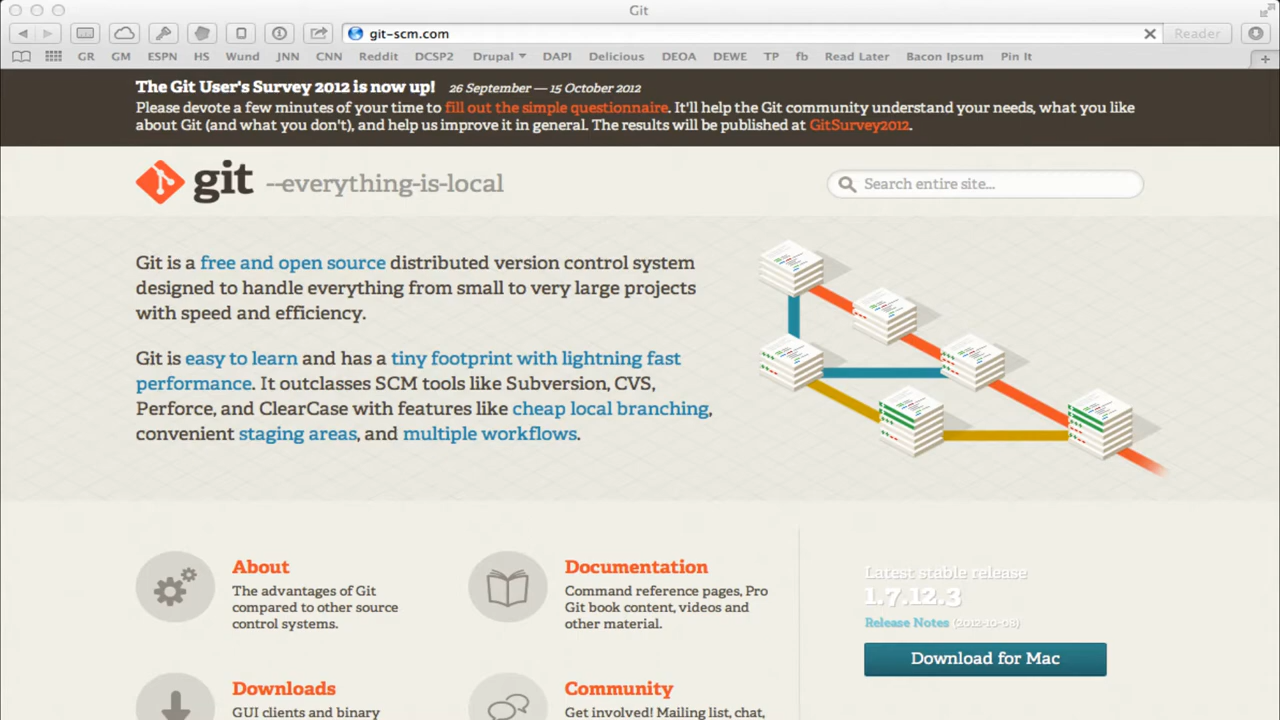 Git
git-scm.com
Reader
GR GM ESPN HS Wund JNN CNN Reddit DCSP2 Drupal DAPI Delicious DEOA DEWE TP fb Read Later Bacon Ipsum Pin It
The Git User's Survey 2012 is now up! 26 September — 15 October 2012
Please devote a few minutes of your time to fill out the simple questionnaire. It'll help the Git community understand your needs, what you like
about Git (and what you don't), and help us improve it in general. The results will be published at GitSurvey2012.
git --everything-is-local
Search entire site...
Git is a free and open source distributed version control system
designed to handle everything from small to very large projects
with speed and efficiency.
Git is easy to learn and has a tiny footprint with lightning fast
performance. It outclasses SCM tools like Subversion, CVS,
Perforce, and ClearCase with features like cheap local branching,
convenient staging areas, and multiple workflows.
About
The advantages of Git
compared to other source
control systems.
Documentation
Command reference pages, Pro
Git book content, videos and
other material.
Latest stable release
1.7.12.3
Release Notes (2012-10-08)
Download for Mac
Downloads
GUI clients and binary
Community
Get involved! Mailing list, chat,